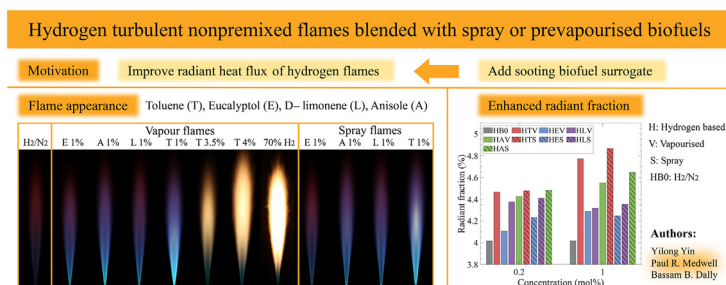 Hydrogen turbulent nonpremixed flames blended with spray or prevapourised biofuels
Motivation
Improve radiant heat flux of hydrogen flames
Add sooting biofuel surrogate
Flame appearance
Toluene (T), Eucalyptol (E), D– limonene (L), Anisole (A)
Vapour flames
Spray flames
H2/N2
E 1% A 1% L 1% T 1% T 3.5% T 4% 70% H2
E 1% A 1% L 1% T 1%
Enhanced radiant fraction
HB0 HTV HEV HLV
HAV HTS HES HLS
HAS
Radiant fraction (%)
5
4.8
4.6
4.4
4.2
4
3.8
0.2 1
Concentration (mol%)
H: Hydrogen based
V: Vapourised
S: Spray
HB0: H2/N2
Authors:
Yilong Yin
Paul R. Medwell
Bassam B. Dally